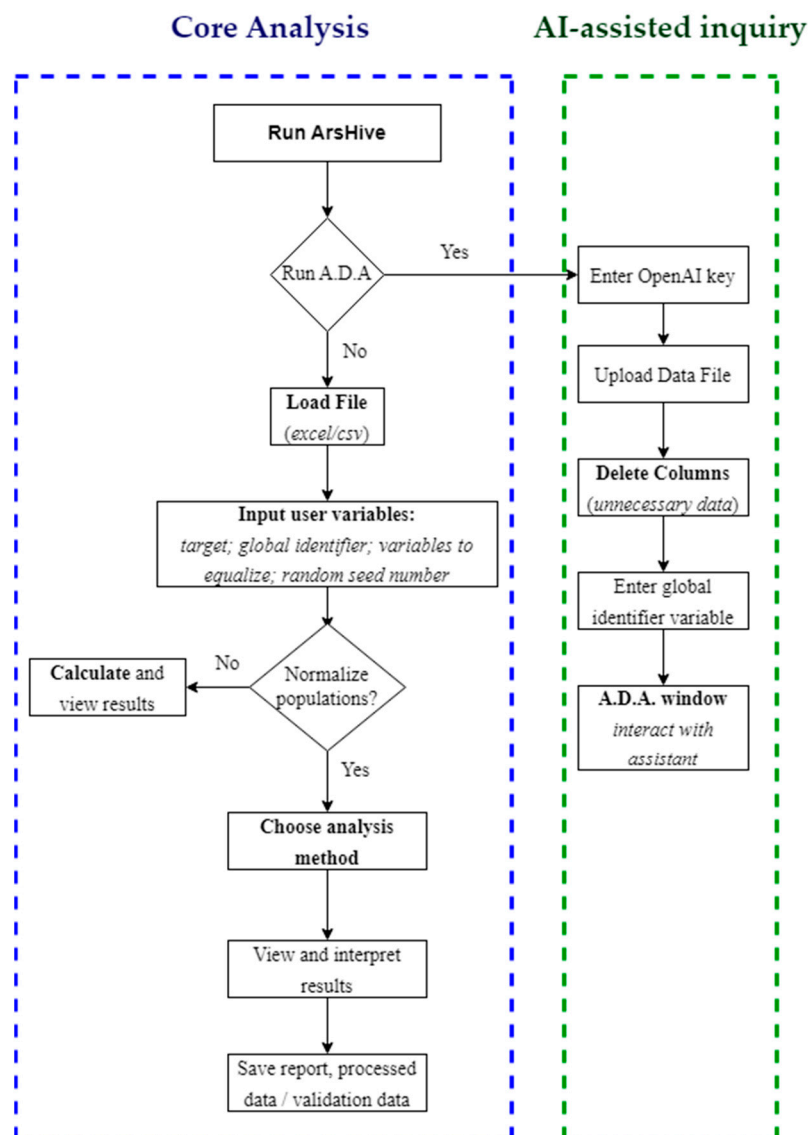 Core Analysis
AI-assisted inquiry
Run ArsHive
Run A.D.A
Yes
No
Load File
(excel/csv)
Input user variables:
target; global identifier; variables to
equalize; random seed number
Normalize
populations?
No
Calculate and
view results
Yes
Choose analysis
method
View and interpret
results
Save report, processed
data / validation data
Enter OpenAI key
Upload Data File
Delete Columns
(unnecessary data)
Enter global
identifier variable
A.D.A. window
interact with
assistant